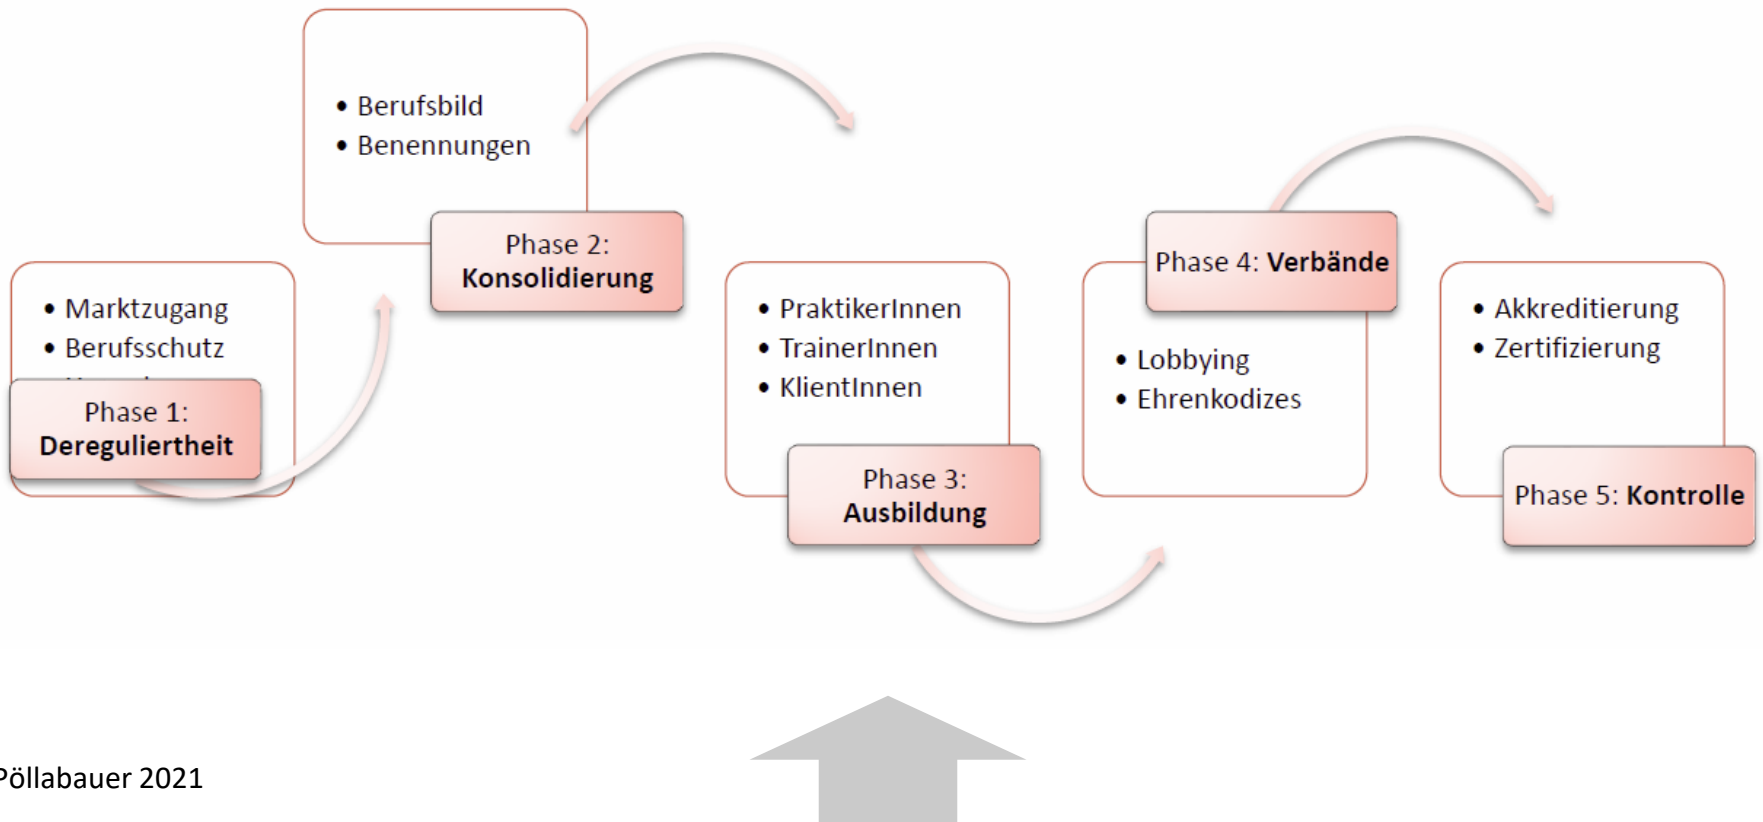 • Marktzugang
• Berufsschutz
Phase 1:
Dereguliertheit
• Berufsbild
• Benennungen
Phase 2:
Konsolidierung
• PraktikerInnen
• TrainerInnen
• KlientInnen
Phase 3:
Ausbildung
Phase 4: Verbände
• Lobbying
• Ehrenkodizes
• Akkreditierung
• Zertifizierung
Phase 5: Kontrolle
Pöllabauer 2021